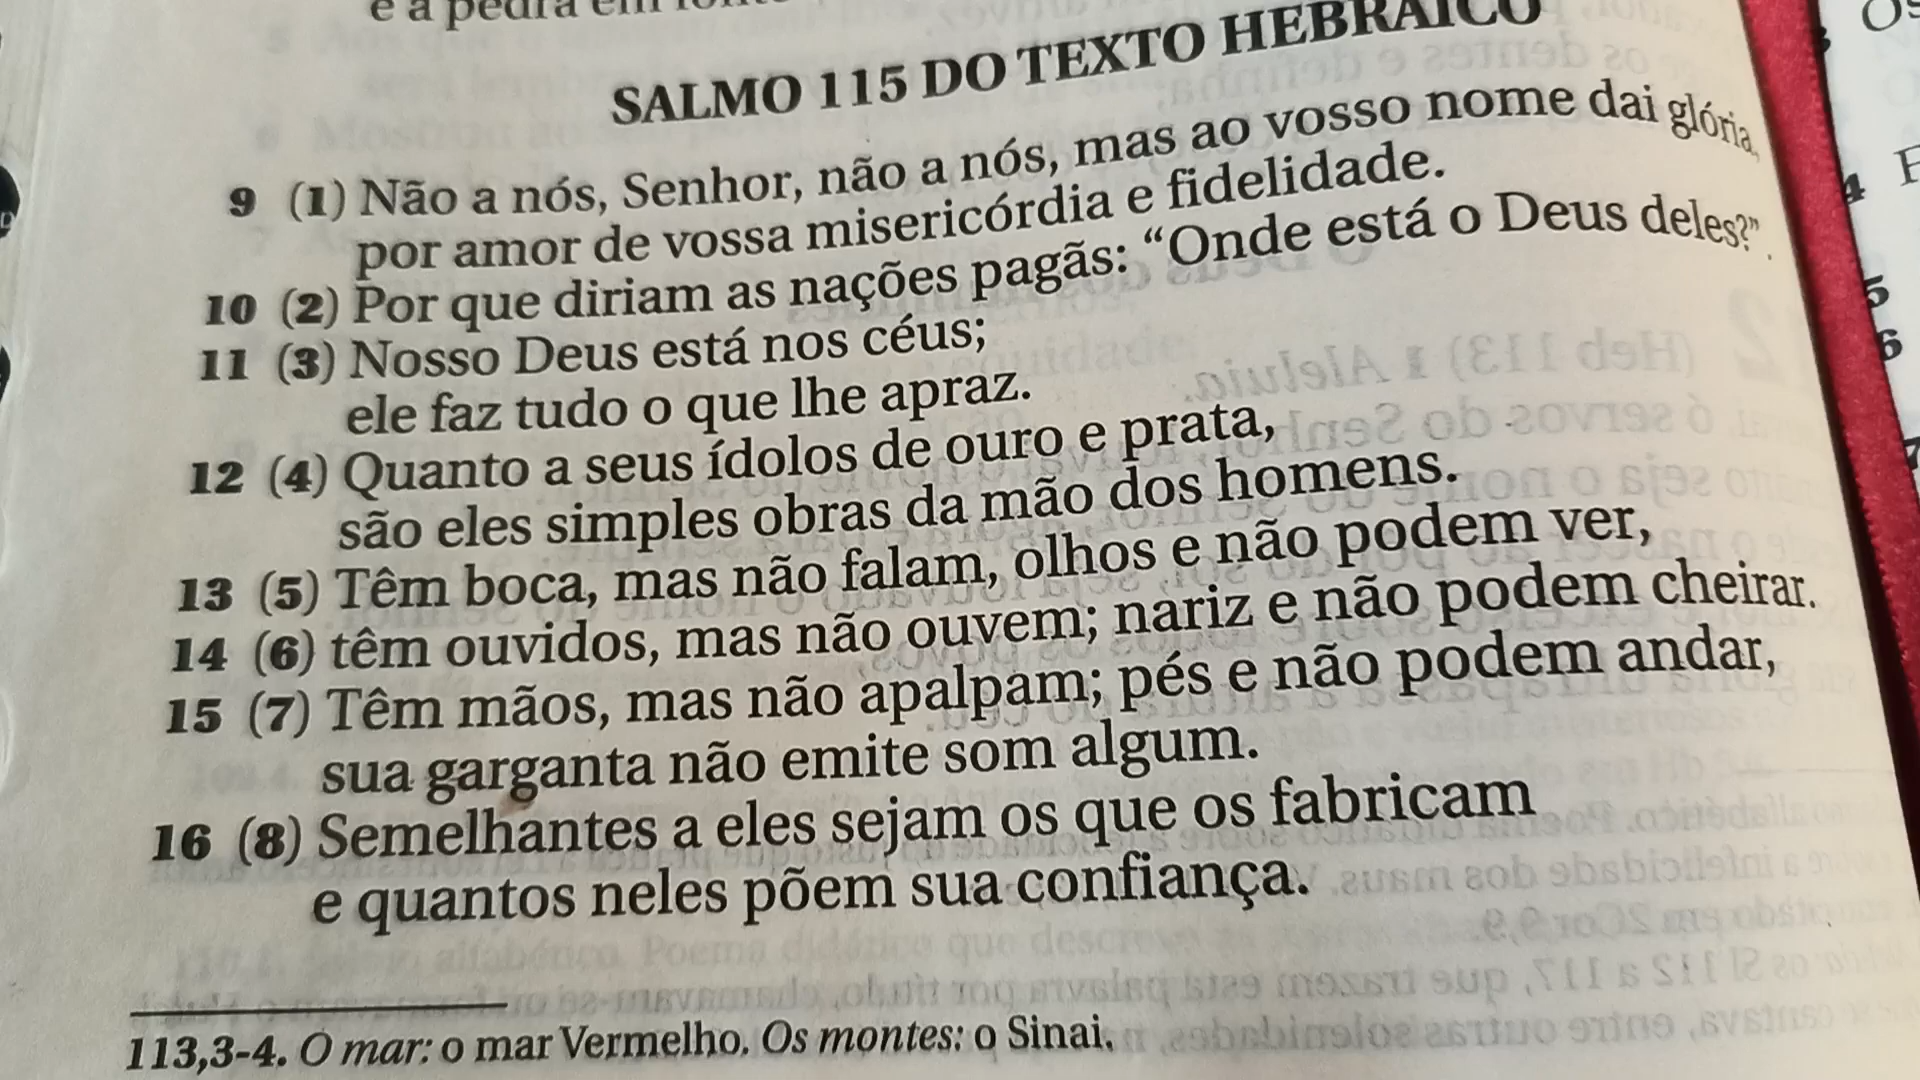 e a pedra em
SALMO 115 DO TEXTO HEBRAICO
9 (1) Não a nós, Senhor, não a nós, mas ao vosso nome dai glória,
por amor de vossa misericórdia e fidelidade.
10 (2) Por que diriam as nações pagãs: “Onde está o Deus deles?”.
11 (3) Nosso Deus está nos céus;
ele faz tudo o que lhe apraz.
12 (4) Quanto a seus ídolos de ouro e prata,
são eles simples obras da mão dos homens.
13 (5) Têm boca, mas não falam, olhos e não podem ver,
14 (6) têm ouvidos, mas não ouvem; nariz e não podem cheirar.
15 (7) Têm mãos, mas não apalpam; pés e não podem andar,
sua garganta não emite som algum.
16 (8) Semelhantes a eles sejam os que os fabricam
e quantos neles põem sua confiança.
113,3-4. O mar: o mar Vermelho. Os montes: o Sinai.
4
5
6